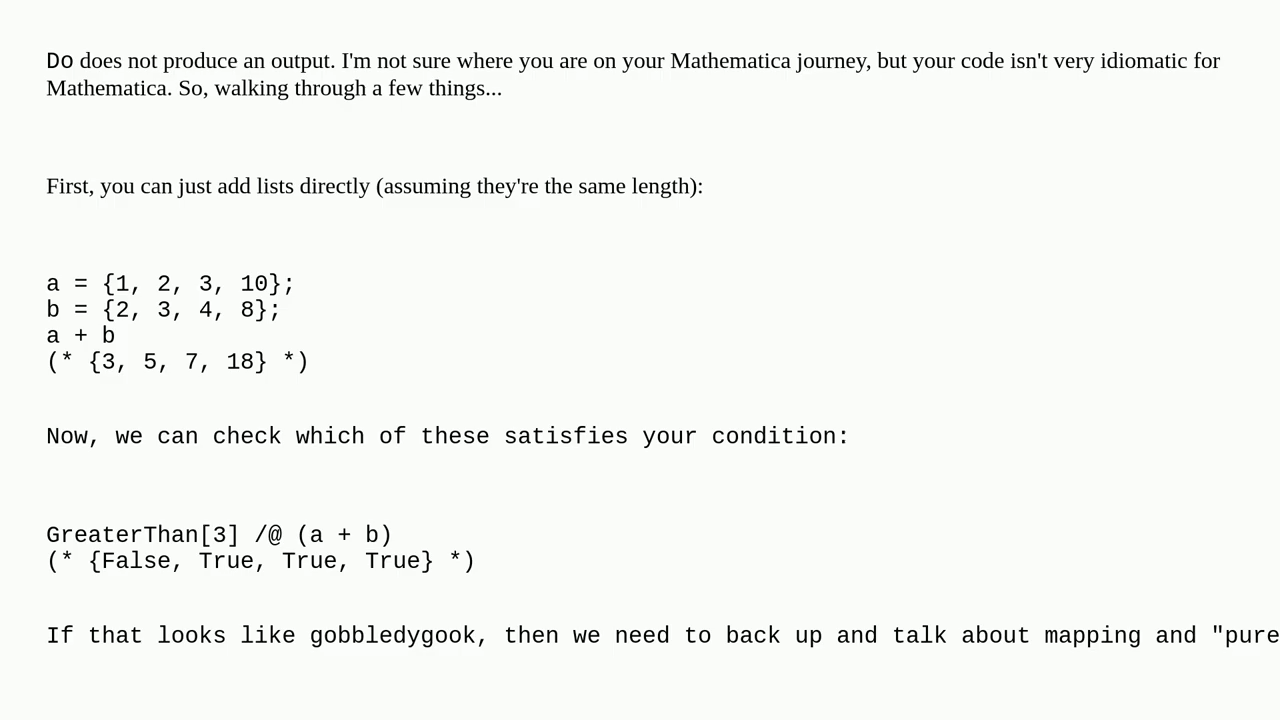 Do does not produce an output. I'm not sure where you are on your Mathematica journey, but your code isn't very idiomatic for
Mathematica. So, walking through a few things...
First, you can just add lists directly (assuming they're the same length):
a = {1, 2, 3, 10};
b = {2, 3, 4, 8};
a + b
(* {3, 5, 7, 18} *)
Now, we can check which of these satisfies your condition:
GreaterThan[3] /@ (a + b)
(* {False, True, True, True} *)
If that looks like gobbledygook, then we need to back up and talk about mapping and "pure